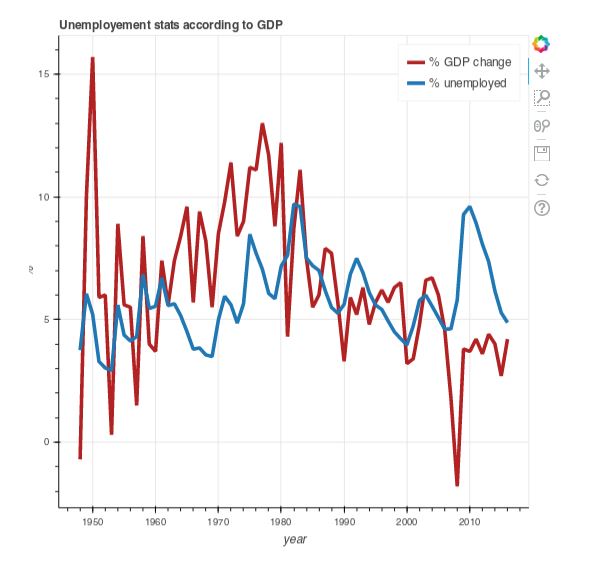 Unemployement stats according to GDP
% GDP change
% unemployed
15
10
5
0
%
1950 1960 1970 1980 1990 2000 2010
year